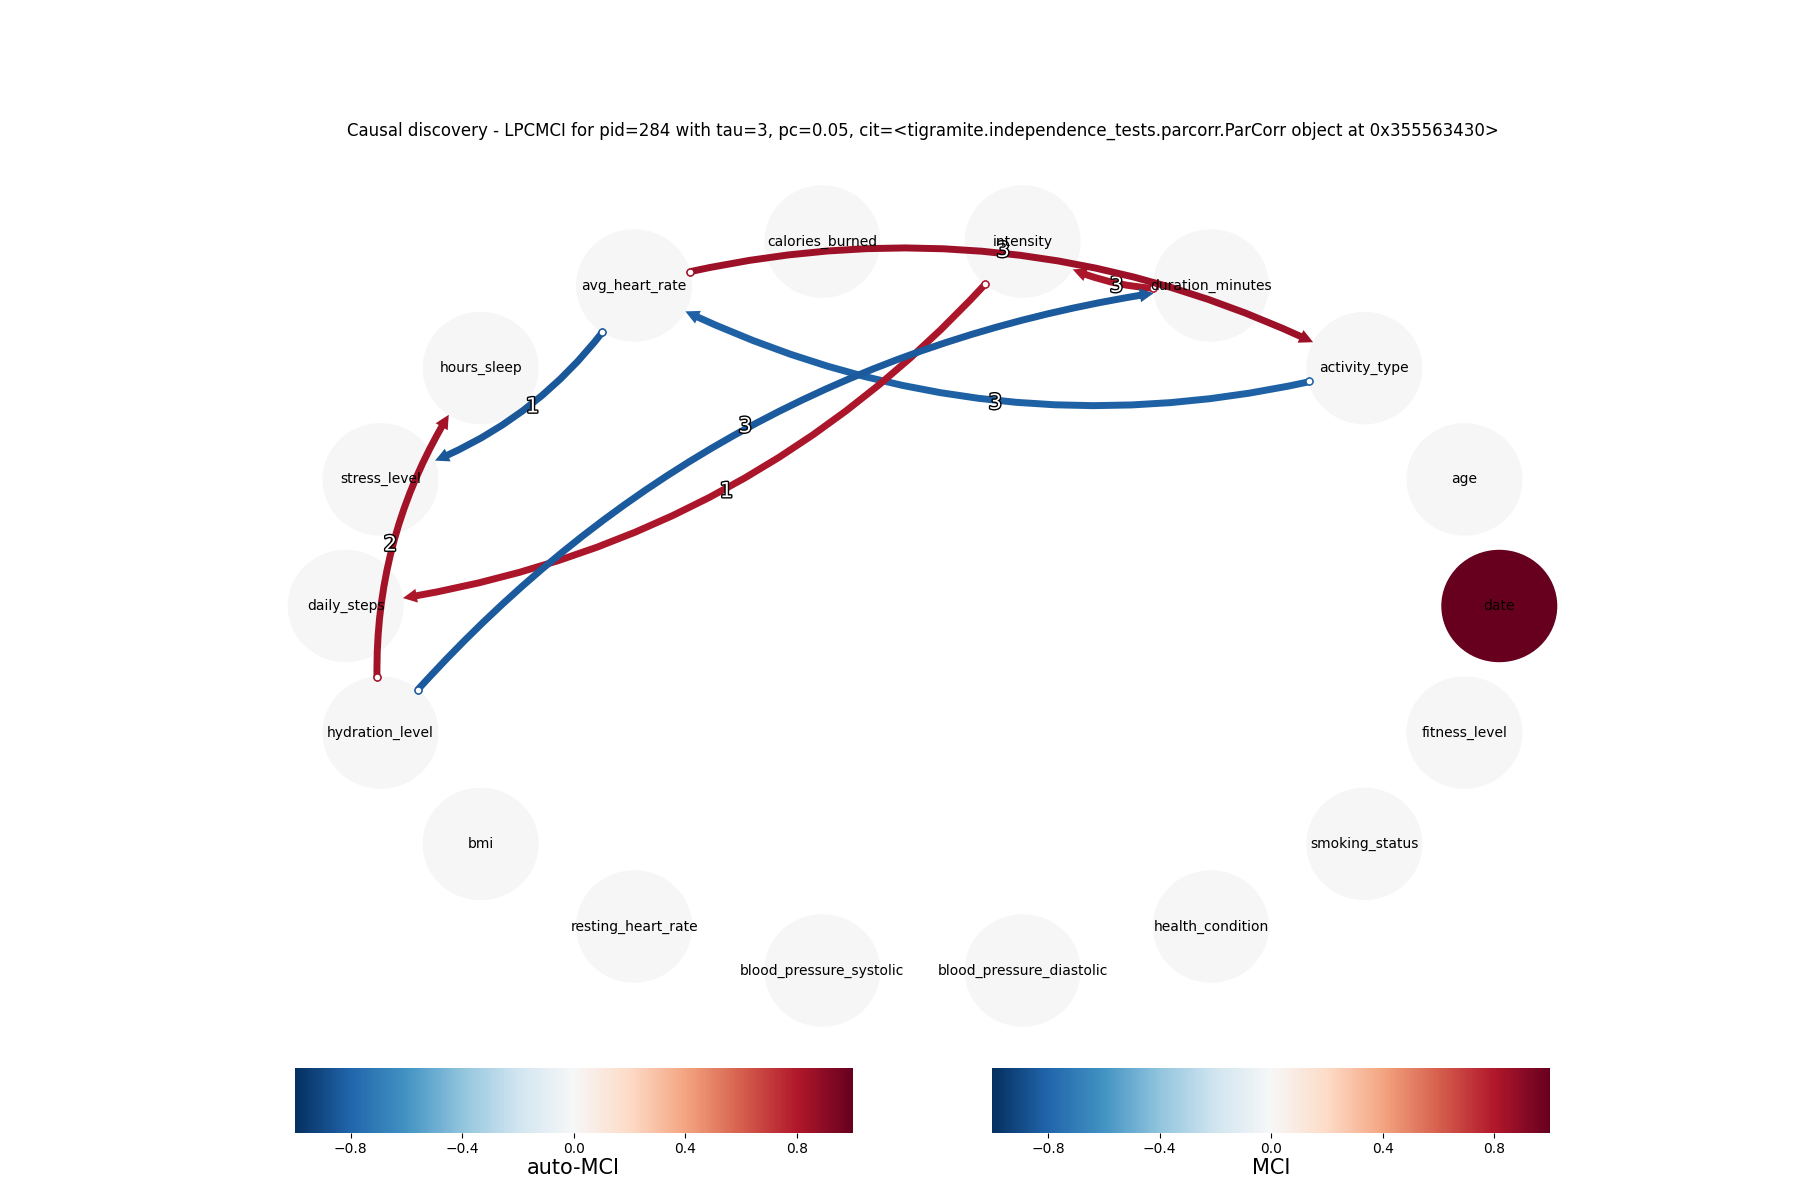 Causal discovery - LPCMCI for pid=284 with tau=3, pc=0.05, cit=<tigramite.independence_tests.parcorr.ParCorr object at 0x355563430>
calories_burned
intensity
3
avg_heart_rate
3
duration_minutes
hours_sleep
activity_type
1
3
3
stress_level
age
1
2
daily_steps
date
hydration_level
fitness_level
bmi
smoking_status
resting_heart_rate
health_condition
blood_pressure_systolic
blood_pressure_diastolic
−0.8 −0.4 0.0 0.4 0.8
auto-MCI
−0.8 −0.4 0.0 0.4 0.8
MCI